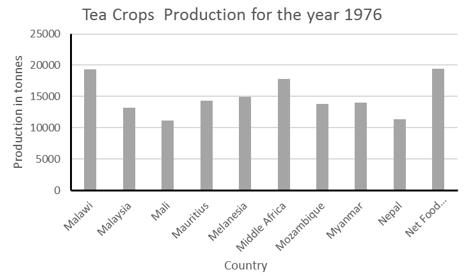 Tea Crops Production for the year 1976
Production in tonnes
25000
20000
15000
10000
5000
0
Malawi
Malaysia
Mali
Mauritius
Melanesia
Middle Africa
Mozambique
Myanmar
Nepal
Net Food...
Country